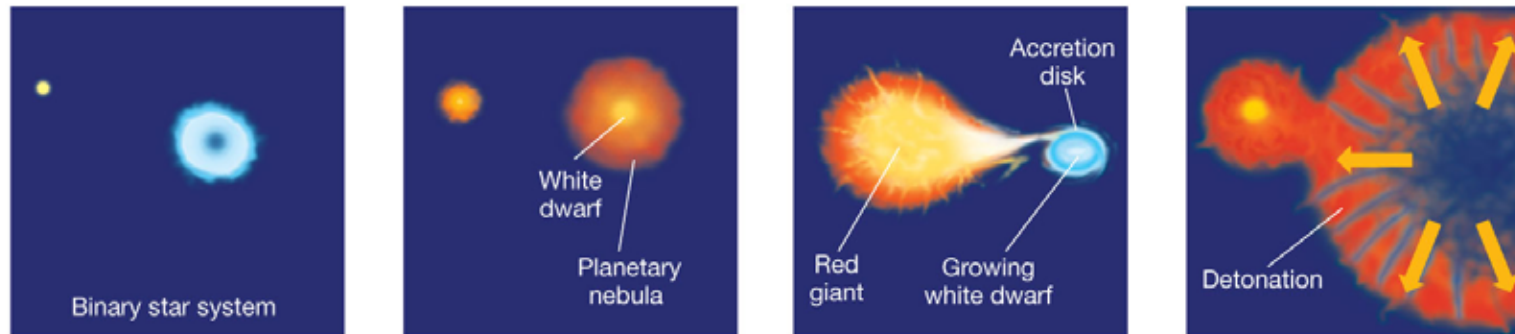 Binary star system
White
dwarf
Planetary
nebula
Accretion
disk
Red
giant
Growing
white dwarf
Detonation